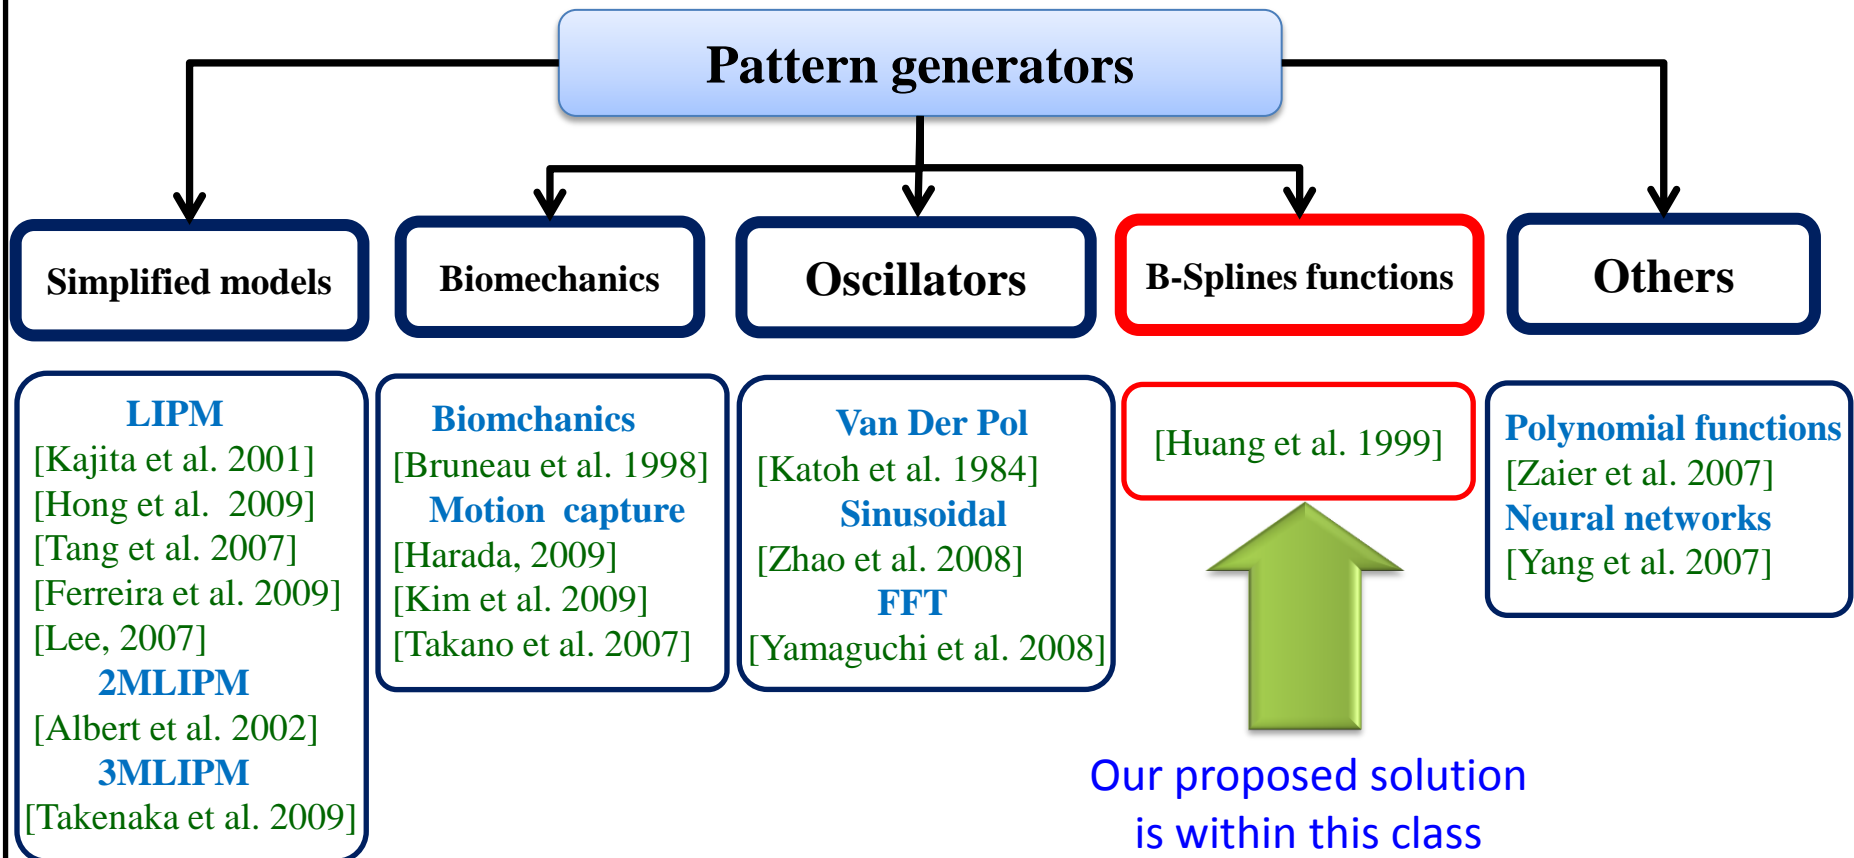 Pattern generators
Simplified models
Biomechanics
Oscillators
B-Splines functions
Others
LIPM
[Kajita et al. 2001]
[Hong et al. 2009]
[Tang et al. 2007]
[Ferreira et al. 2009]
[Lee, 2007]
2MLIPM
[Albert et al. 2002]
3MLIPM
[Takenaka et al. 2009]
Biomchanics
[Bruneau et al. 1998]
Motion capture
[Harada, 2009]
[Kim et al. 2009]
[Takano et al. 2007]
Van Der Pol
[Katoh et al. 1984]
Sinusoidal
[Zhao et al. 2008]
FFT
[Yamaguchi et al. 2008]
[Huang et al. 1999]
Our proposed solution
is within this class
Polynomial functions
[Zaier et al. 2007]
Neural networks
[Yang et al. 2007]